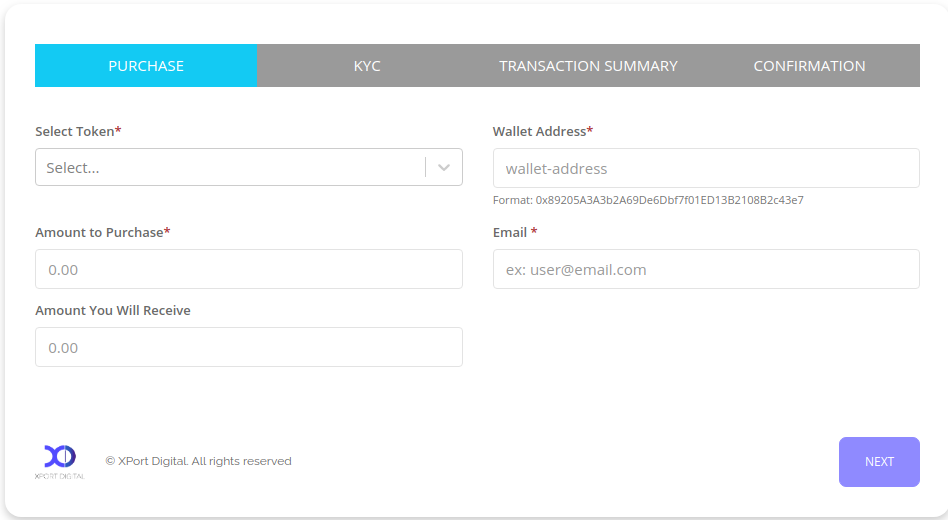 PURCHASE KYC TRANSACTION SUMMARY CONFIRMATION
Select Token*
Select...
Wallet Address*
wallet-address
Format: 0x89205A3A3b2A69De6Dbf7f01ED13B2108B2c43e7
Amount to Purchase*
0.00
Email *
ex: user@email.com
Amount You Will Receive
0.00
XPORT DIGITAL
© XPort Digital. All rights reserved
NEXT